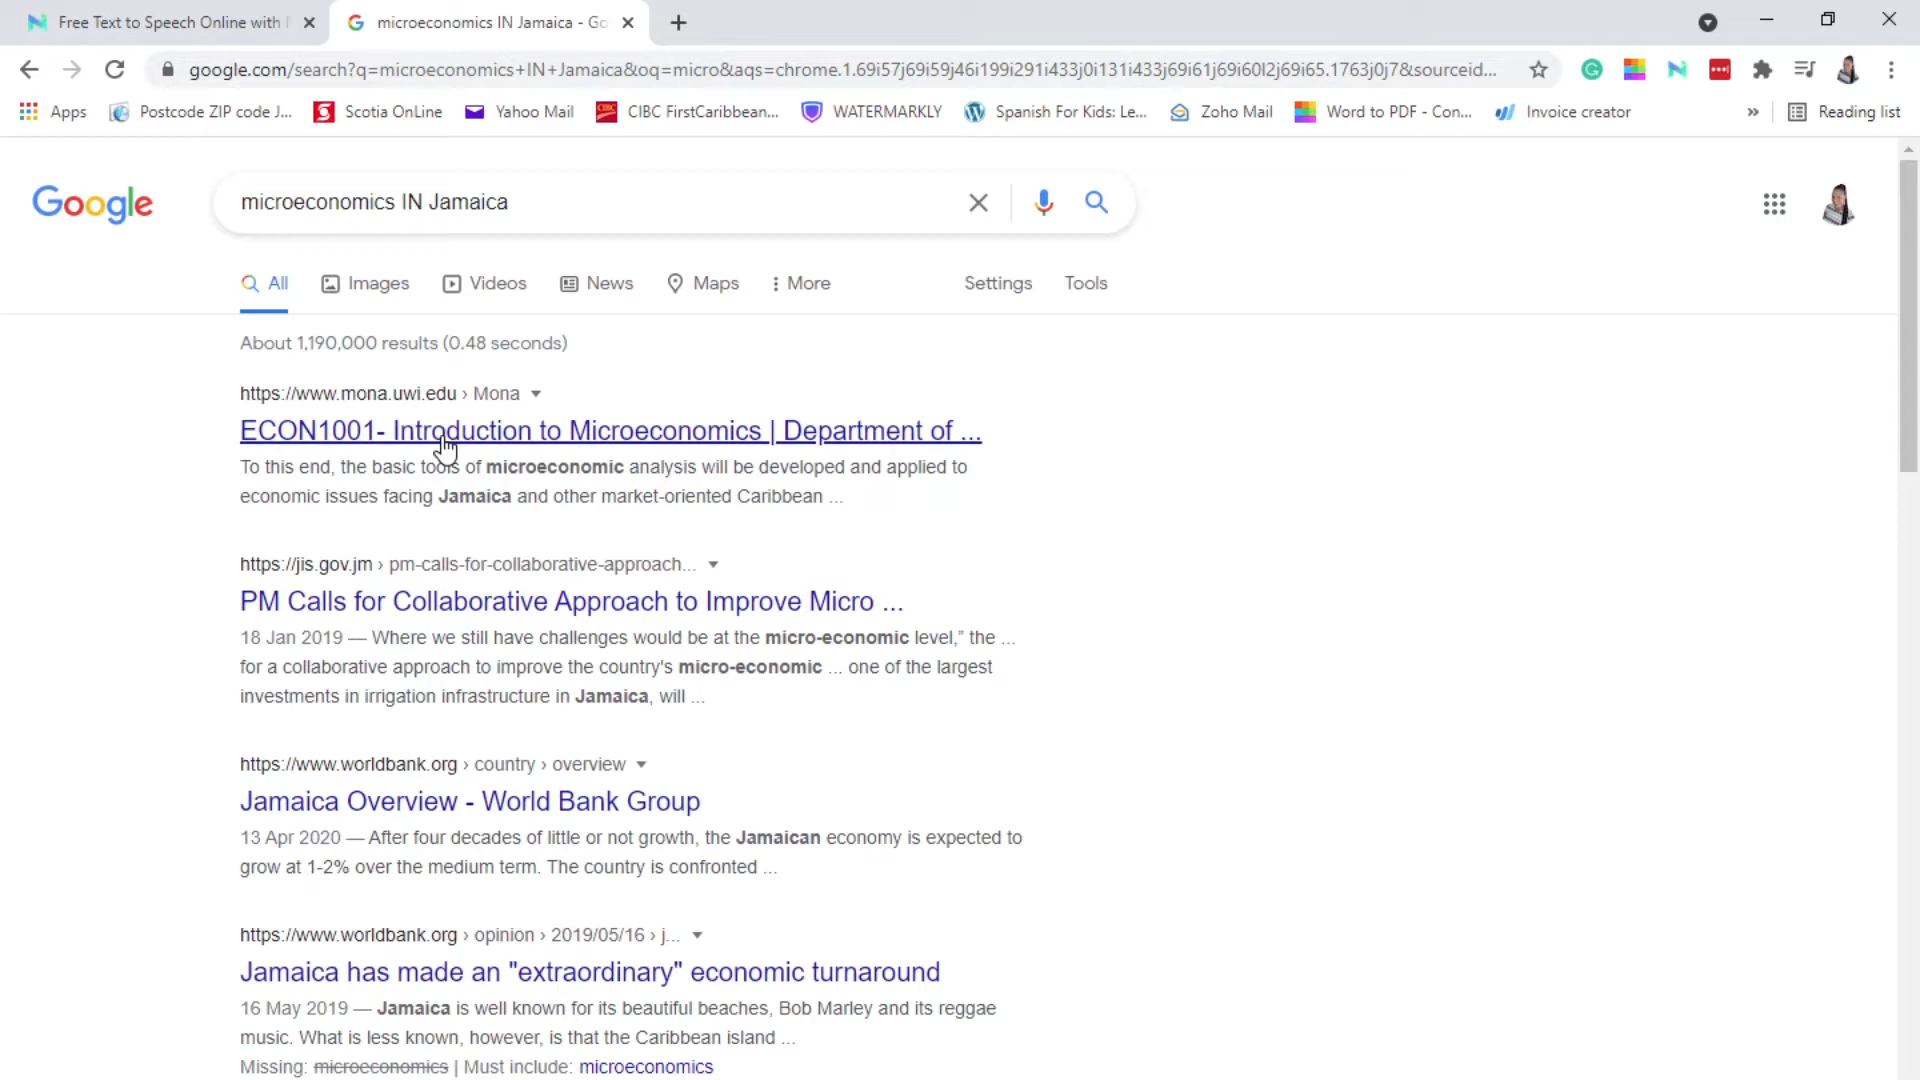 Free Text to Speech Online with
microeconomics IN Jamaica - Go
google.com/search?q=microeconomics+IN+Jamaica&oq=micro&aqs=chrome.1.69i57j69i59j46i199i291i433j0i131i433j69i61j69i60l2j69i65.1763j0j7&sourceid...
Apps Postcode ZIP code J... Scotia OnLine Yahoo Mail CIBC FirstCaribbean... WATERMARKLY Spanish For Kids: Le... Zoho Mail Word to PDF - Con... Invoice creator » Reading list
Google microeconomics IN Jamaica
All Images Videos News Maps More Settings Tools
About 1,190,000 results (0.48 seconds)
https://www.mona.uwi.edu › Mona
ECON1001- Introduction to Microeconomics | Department of ...
To this end, the basic tools of microeconomic analysis will be developed and applied to
economic issues facing Jamaica and other market-oriented Caribbean ...
https://jis.gov.jm › pm-calls-for-collaborative-approach...
PM Calls for Collaborative Approach to Improve Micro ...
18 Jan 2019 — Where we still have challenges would be at the micro-economic level,” the ...
for a collaborative approach to improve the country's micro-economic ... one of the largest
investments in irrigation infrastructure in Jamaica, will ...
https://www.worldbank.org › country › overview
Jamaica Overview - World Bank Group
13 Apr 2020 — After four decades of little or not growth, the Jamaican economy is expected to
grow at 1-2% over the medium term. The country is confronted ...
https://www.worldbank.org › opinion › 2019/05/16 › j...
Jamaica has made an "extraordinary" economic turnaround
16 May 2019 — Jamaica is well known for its beautiful beaches, Bob Marley and its reggae
music. What is less known, however, is that the Caribbean island ...
Missing: microeconomics | Must include: microeconomics